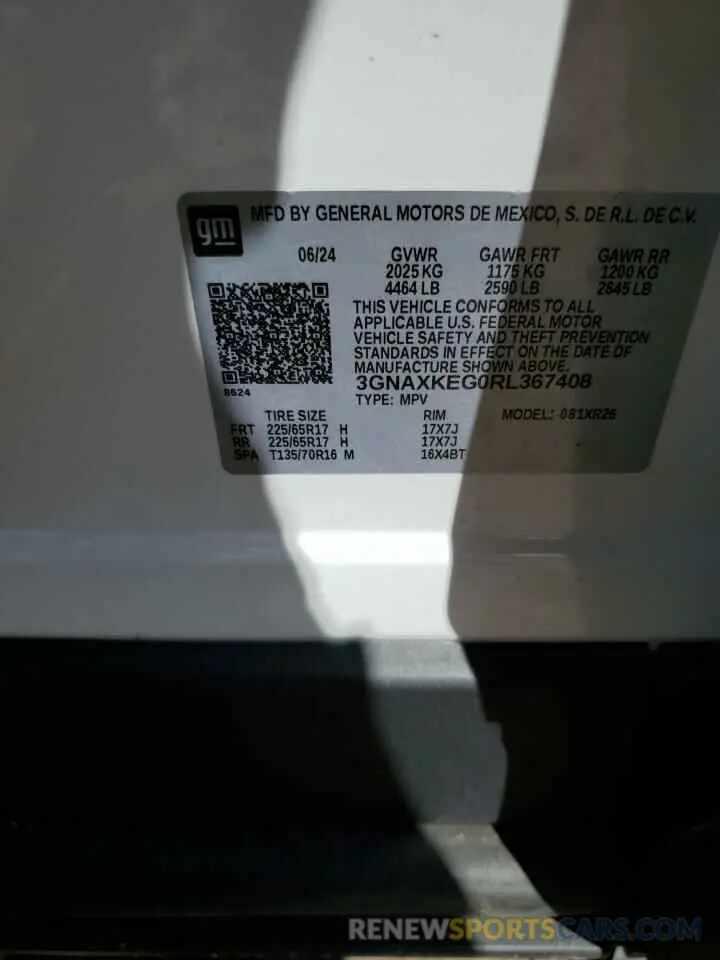 gm MFD BY GENERAL MOTORS DE MEXICO, S. DE R.L. DE C.V.
06/24 GVWR GAWR FRT GAWR RR
2025 KG 1175 KG 1200 KG
4464 LB 2590 LB 2645 LB
THIS VEHICLE CONFORMS TO ALL
APPLICABLE U.S. FEDERAL MOTOR
VEHICLE SAFETY AND THEFT PREVENTION
STANDARDS IN EFFECT ON THE DATE OF
MANUFACTURE SHOWN ABOVE.
8624 3GNAXKEG0RL367408
TYPE: MPV MODEL: 081XR26
TIRE SIZE RIM
FRT 225/65R17 H 17X7J
RR 225/65R17 H 17X7J
SPA T135/70R16 M 16X4BT
RENEWSPORTSCARS.COM